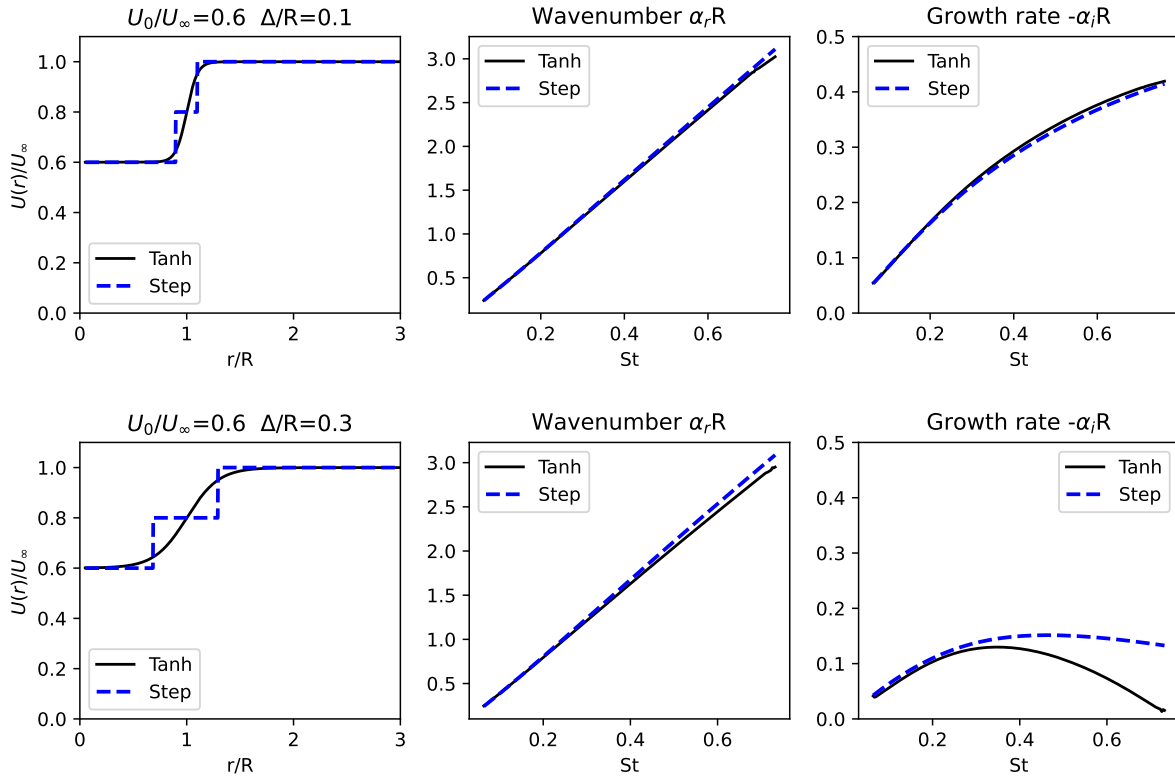 U₀/U∞=0.6 Δ/R=0.1
U(r)/U∞
1.0
0.8
0.6
0.4
0.2
0.0
Tanh
Step
0 1 2 3
r/R
Wavenumber αᵣR
3.0
2.5
2.0
1.5
1.0
0.5
Tanh
Step
0.2 0.4 0.6
St
Growth rate -αᵢR
0.5
0.4
0.3
0.2
0.1
0.0
Tanh
Step
0.2 0.4 0.6
St
U₀/U∞=0.6 Δ/R=0.3
U(r)/U∞
1.0
0.8
0.6
0.4
0.2
0.0
Tanh
Step
0 1 2 3
r/R
Wavenumber αᵣR
3.0
2.5
2.0
1.5
1.0
0.5
Tanh
Step
0.2 0.4 0.6
St
Growth rate -αᵢR
0.5
0.4
0.3
0.2
0.1
0.0
Tanh
Step
0.2 0.4 0.6
St